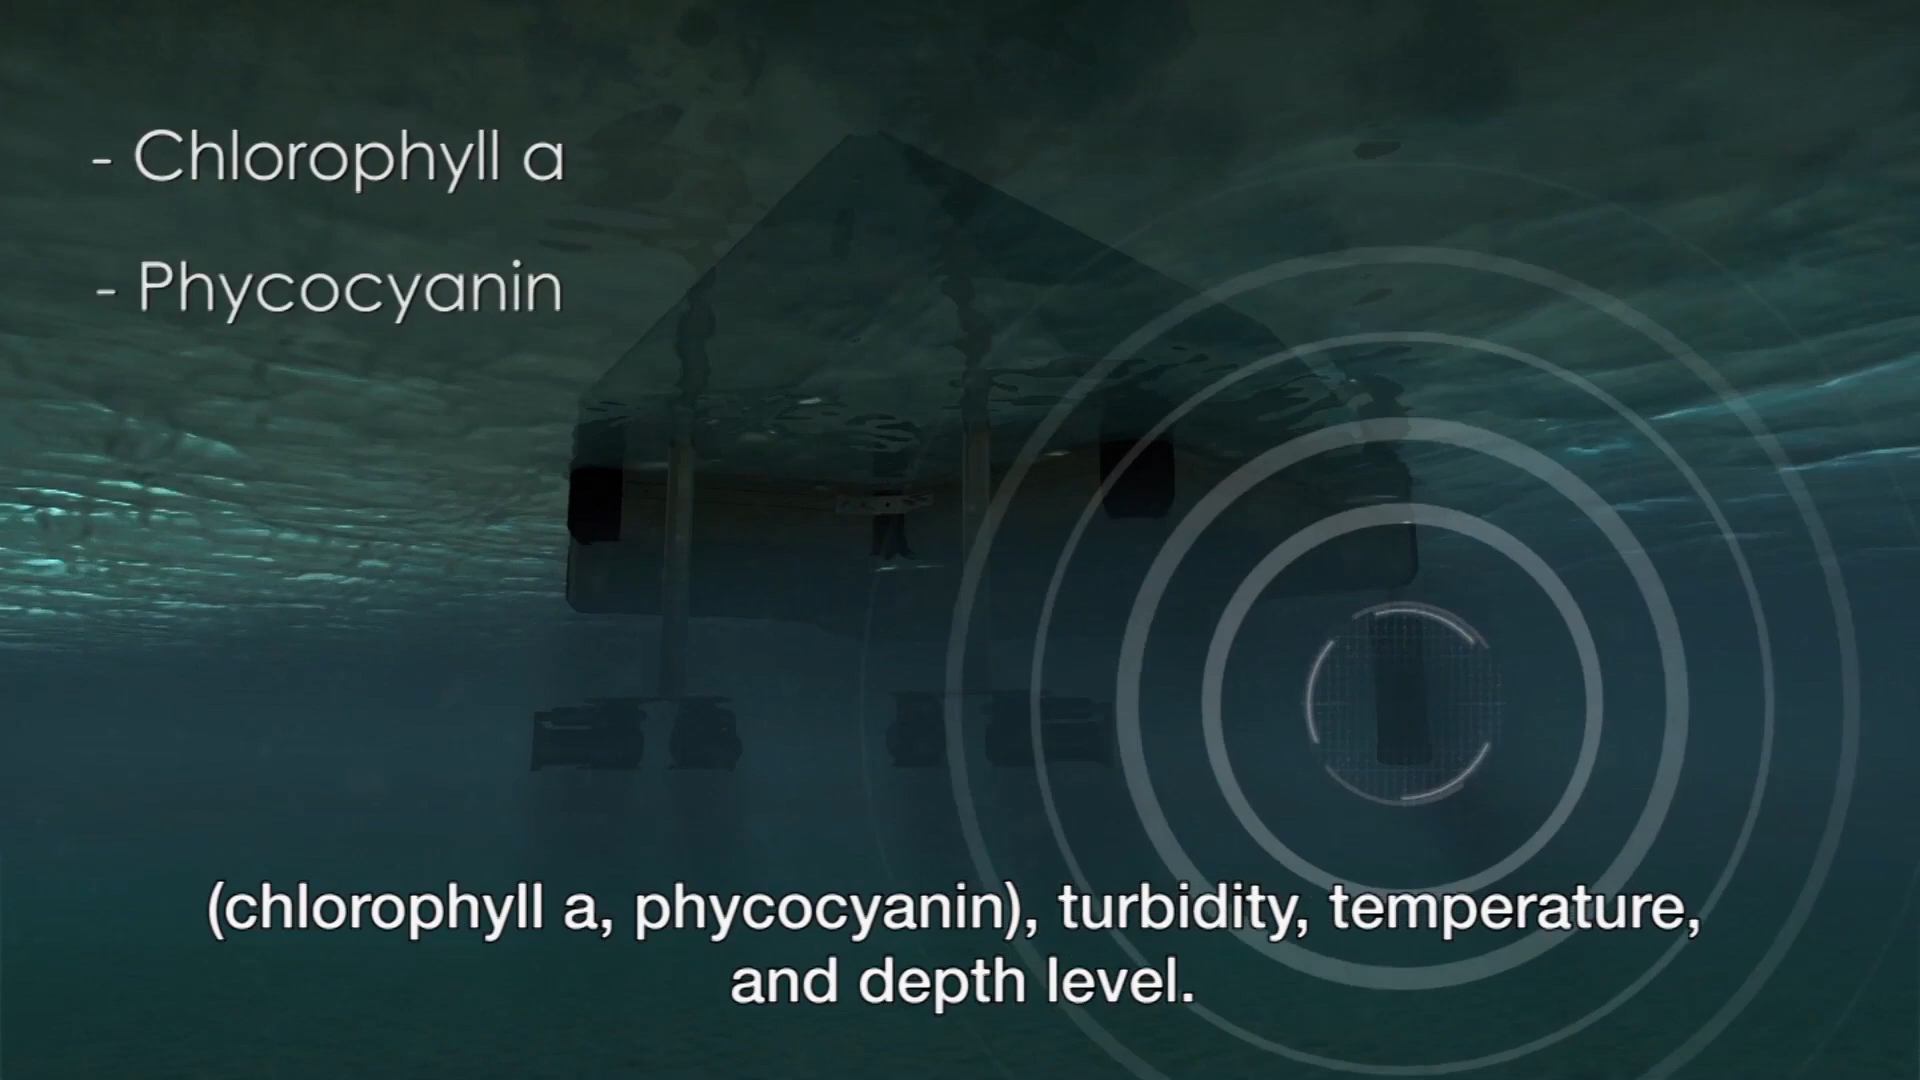 - Chlorophyll a
- Phycocyanin
(chlorophyll a, phycocyanin), turbidity, temperature,
and depth level.